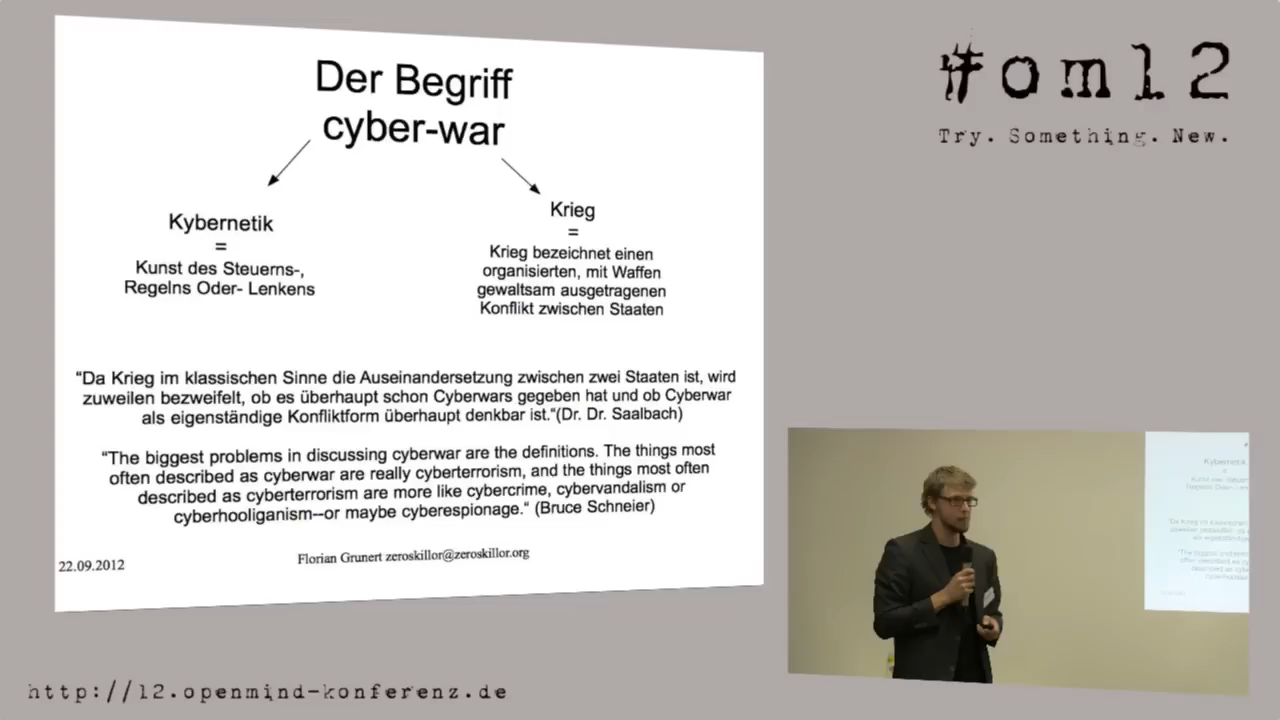 Der Begriff
cyber-war
Kybernetik
=
Kunst des Steuerns-,
Regelns Oder- Lenkens
Krieg
=
Krieg bezeichnet einen
organisierten, mit Waffen
gewaltsam ausgetragenen
Konflikt zwischen Staaten
“Da Krieg im klassischen Sinne die Auseinandersetzung zwischen zwei Staaten ist, wird
zuweilen bezweifelt, ob es überhaupt schon Cyberwars gegeben hat und ob Cyberwar
als eigenständige Konfliktform überhaupt denkbar ist.“(Dr. Dr. Saalbach)
“The biggest problems in discussing cyberwar are the definitions. The things most
often described as cyberwar are really cyberterrorism, and the things most often
described as cyberterrorism are more like cybercrime, cybervandalism or
cyberhooliganism--or maybe cyberespionage.“ (Bruce Schneier)
22.09.2012
Florian Grunert zeroskillor@zeroskillor.org
#om12
Try. Something. New.
Kybernetik
=
http://12.openmind-konferenz.de